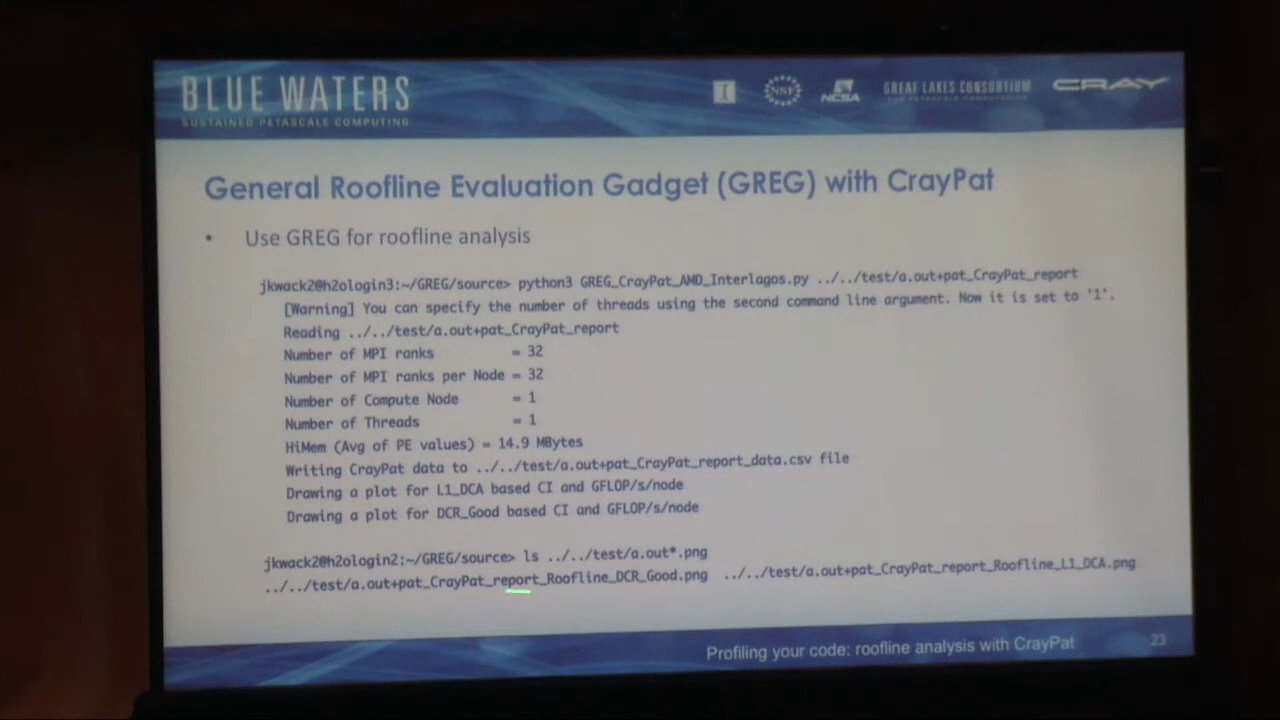 BLUE WATERS
SUSTAINED PETASCALE COMPUTING
I
NSF
NCSA
GREAT LAKES CONSORTIUM
FOR PETASCALE COMPUTATION
CRAY
General Roofline Evaluation Gadget (GREG) with CrayPat
• Use GREG for roofline analysis
jkwack2@h2ologin3:~/GREG/source> python3 GREG_CrayPat_AMD_Interlagos.py ../../test/a.out+pat_CrayPat_report
[Warning] You can specify the number of threads using the second command line argument. Now it is set to '1'.
Reading ../../test/a.out+pat_CrayPat_report
Number of MPI ranks = 32
Number of MPI ranks per Node = 32
Number of Compute Node = 1
Number of Threads = 1
HiMem (Avg of PE values) = 14.9 MBytes
Writing CrayPat data to ../../test/a.out+pat_CrayPat_report_data.csv file
Drawing a plot for L1_DCA based CI and GFLOP/s/node
Drawing a plot for DCR_Good based CI and GFLOP/s/node
jkwack2@h2ologin2:~/GREG/source> ls ../../test/a.out*.png
../../test/a.out+pat_CrayPat_report_Roofline_DCR_Good.png ../../test/a.out+pat_CrayPat_report_Roofline_L1_DCA.png
Profiling your code: roofline analysis with CrayPat 23